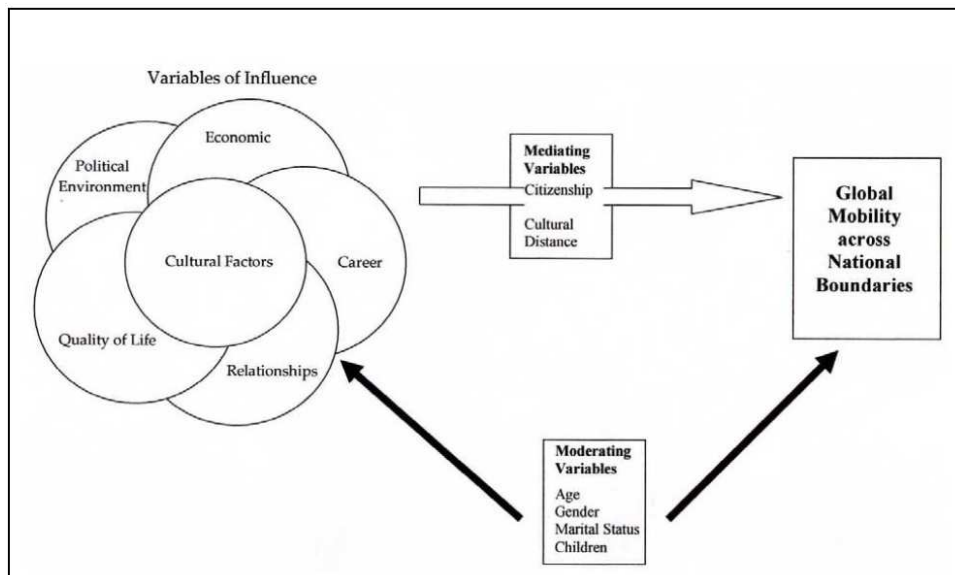 Variables of Influence
Economic
Political
Environment
Cultural Factors
Career
Quality of Life
Relationships
Mediating
Variables
Citizenship
Cultural
Distance
Global
Mobility
across
National
Boundaries
Moderating
Variables
Age
Gender
Marital Status
Children